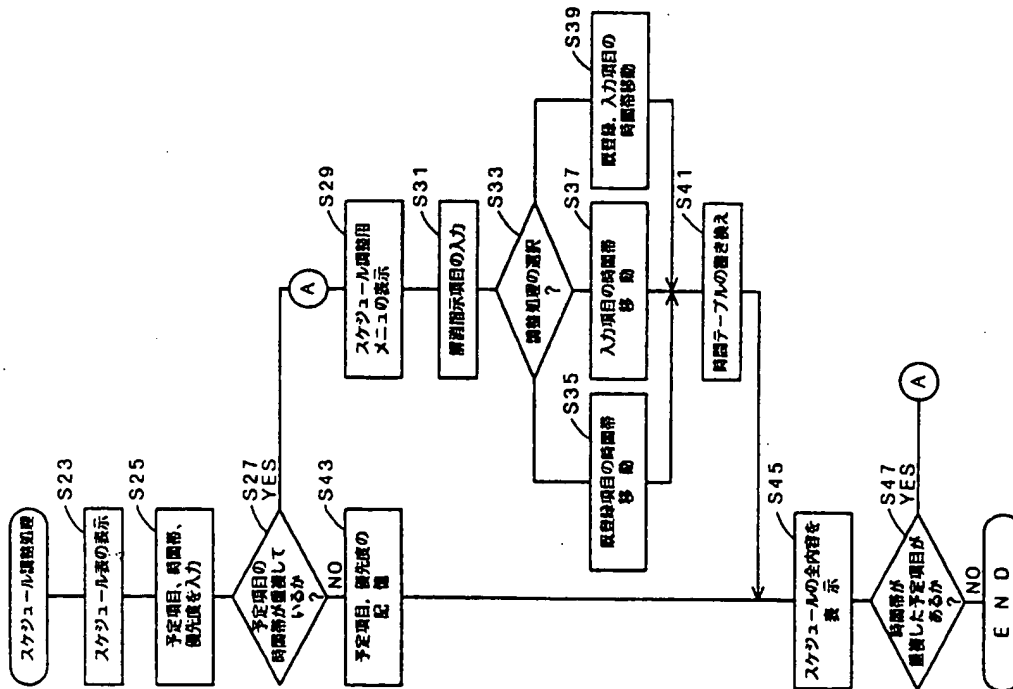 スケジュール調整処理
S23
スケジュール表の表示
S25
予定項目、時間帯、
優先度を入力
S27
予定項目の
時間帯が重複して
いるか
?
YES
NO
S43
予定項目、優先度の
記憶
A
S29
スケジュール調整用
メニュの表示
S31
解消指示項目の入力
S33
調整処理の選択
?
S35
既登録項目の時間帯
移動
S37
入力項目の時間帯
移動
S39
既登録、入力項目の
時間帯移動
S41
時間テーブルの書き換え
S45
スケジュールの全内容を
表示
S47
時間帯が
重複した予定項目が
あるか
?
YES
A
NO
END